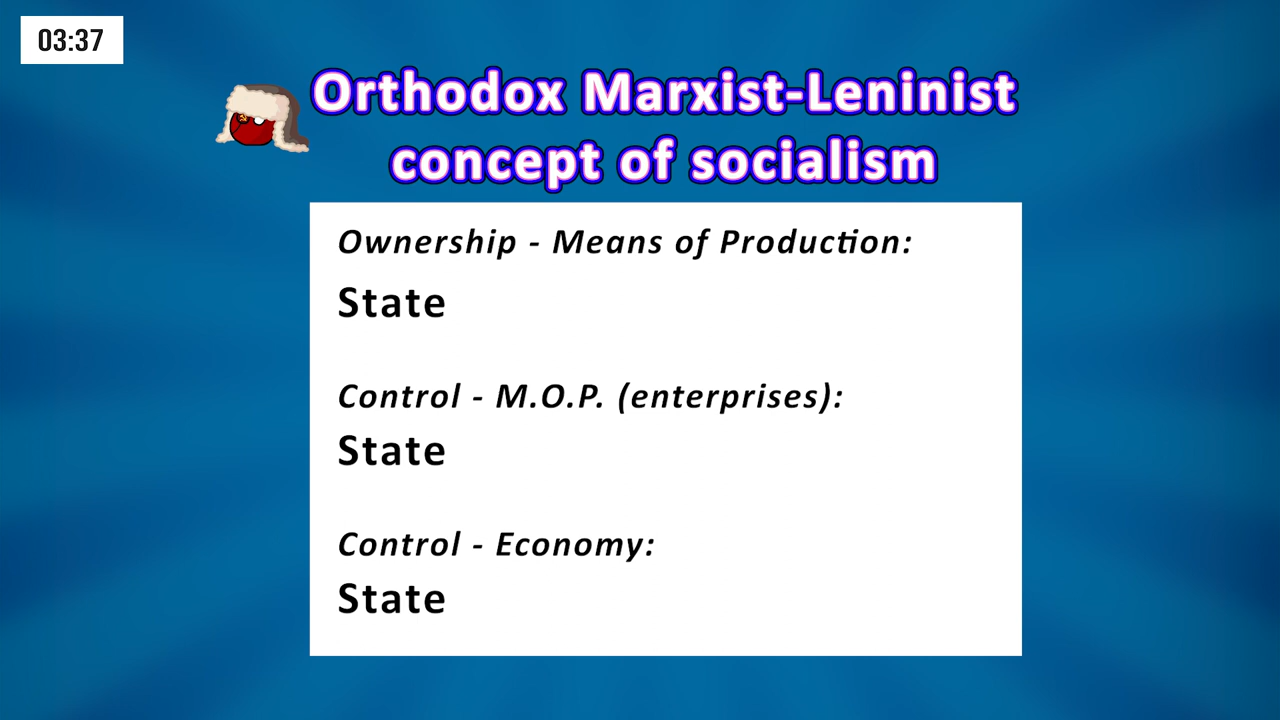 03:37
Orthodox Marxist-Leninist
concept of socialism
Ownership - Means of Production:
State
Control - M.O.P. (enterprises):
State
Control - Economy:
State